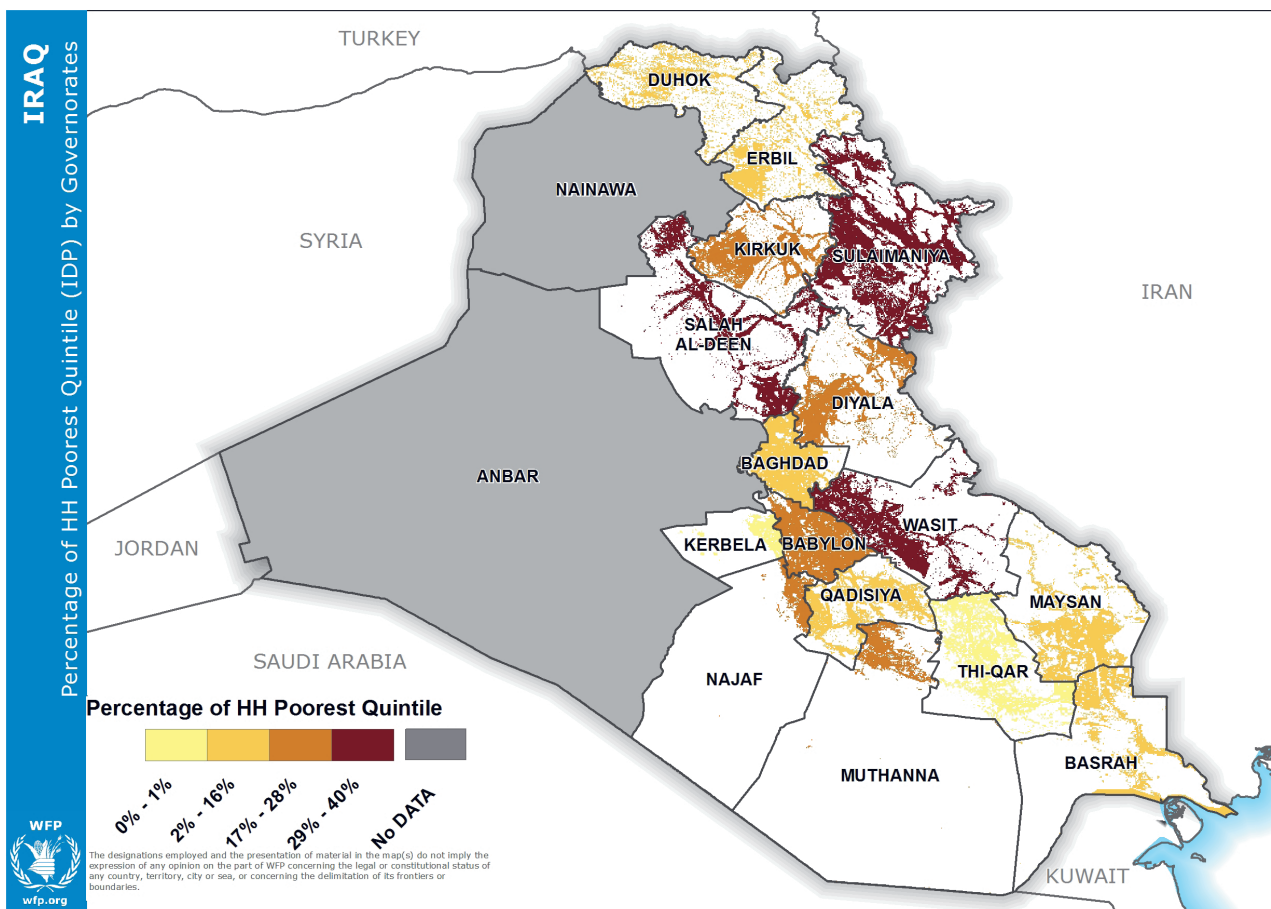 IRAQ
Percentage of HH Poorest Quintile (IDP) by Governorates
TURKEY
DUHOK
ERBIL
NAINAWA
SYRIA
KIRKUK
SULAIMANIYA
IRAN
SALAH
AL-DEEN
DIYALA
BAGHDAD
ANBAR
WASIT
KERBELA
BABYLON
JORDAN
QADISIYA
MAYSAN
SAUDI ARABIA
NAJAF
THI-QAR
BASRAH
MUTHANNA
KUWAIT
Percentage of HH Poorest Quintile
0% - 1%
2% - 16%
17% - 28%
29% - 40%
No DATA
WFP
wfp.org
The designations employed and the presentation of material in the map(s) do not imply the
expression of any opinion on the part of WFP concerning the legal or constitutional status of
any country, territory, city or sea, or concerning the delimitation of its frontiers or
boundaries.